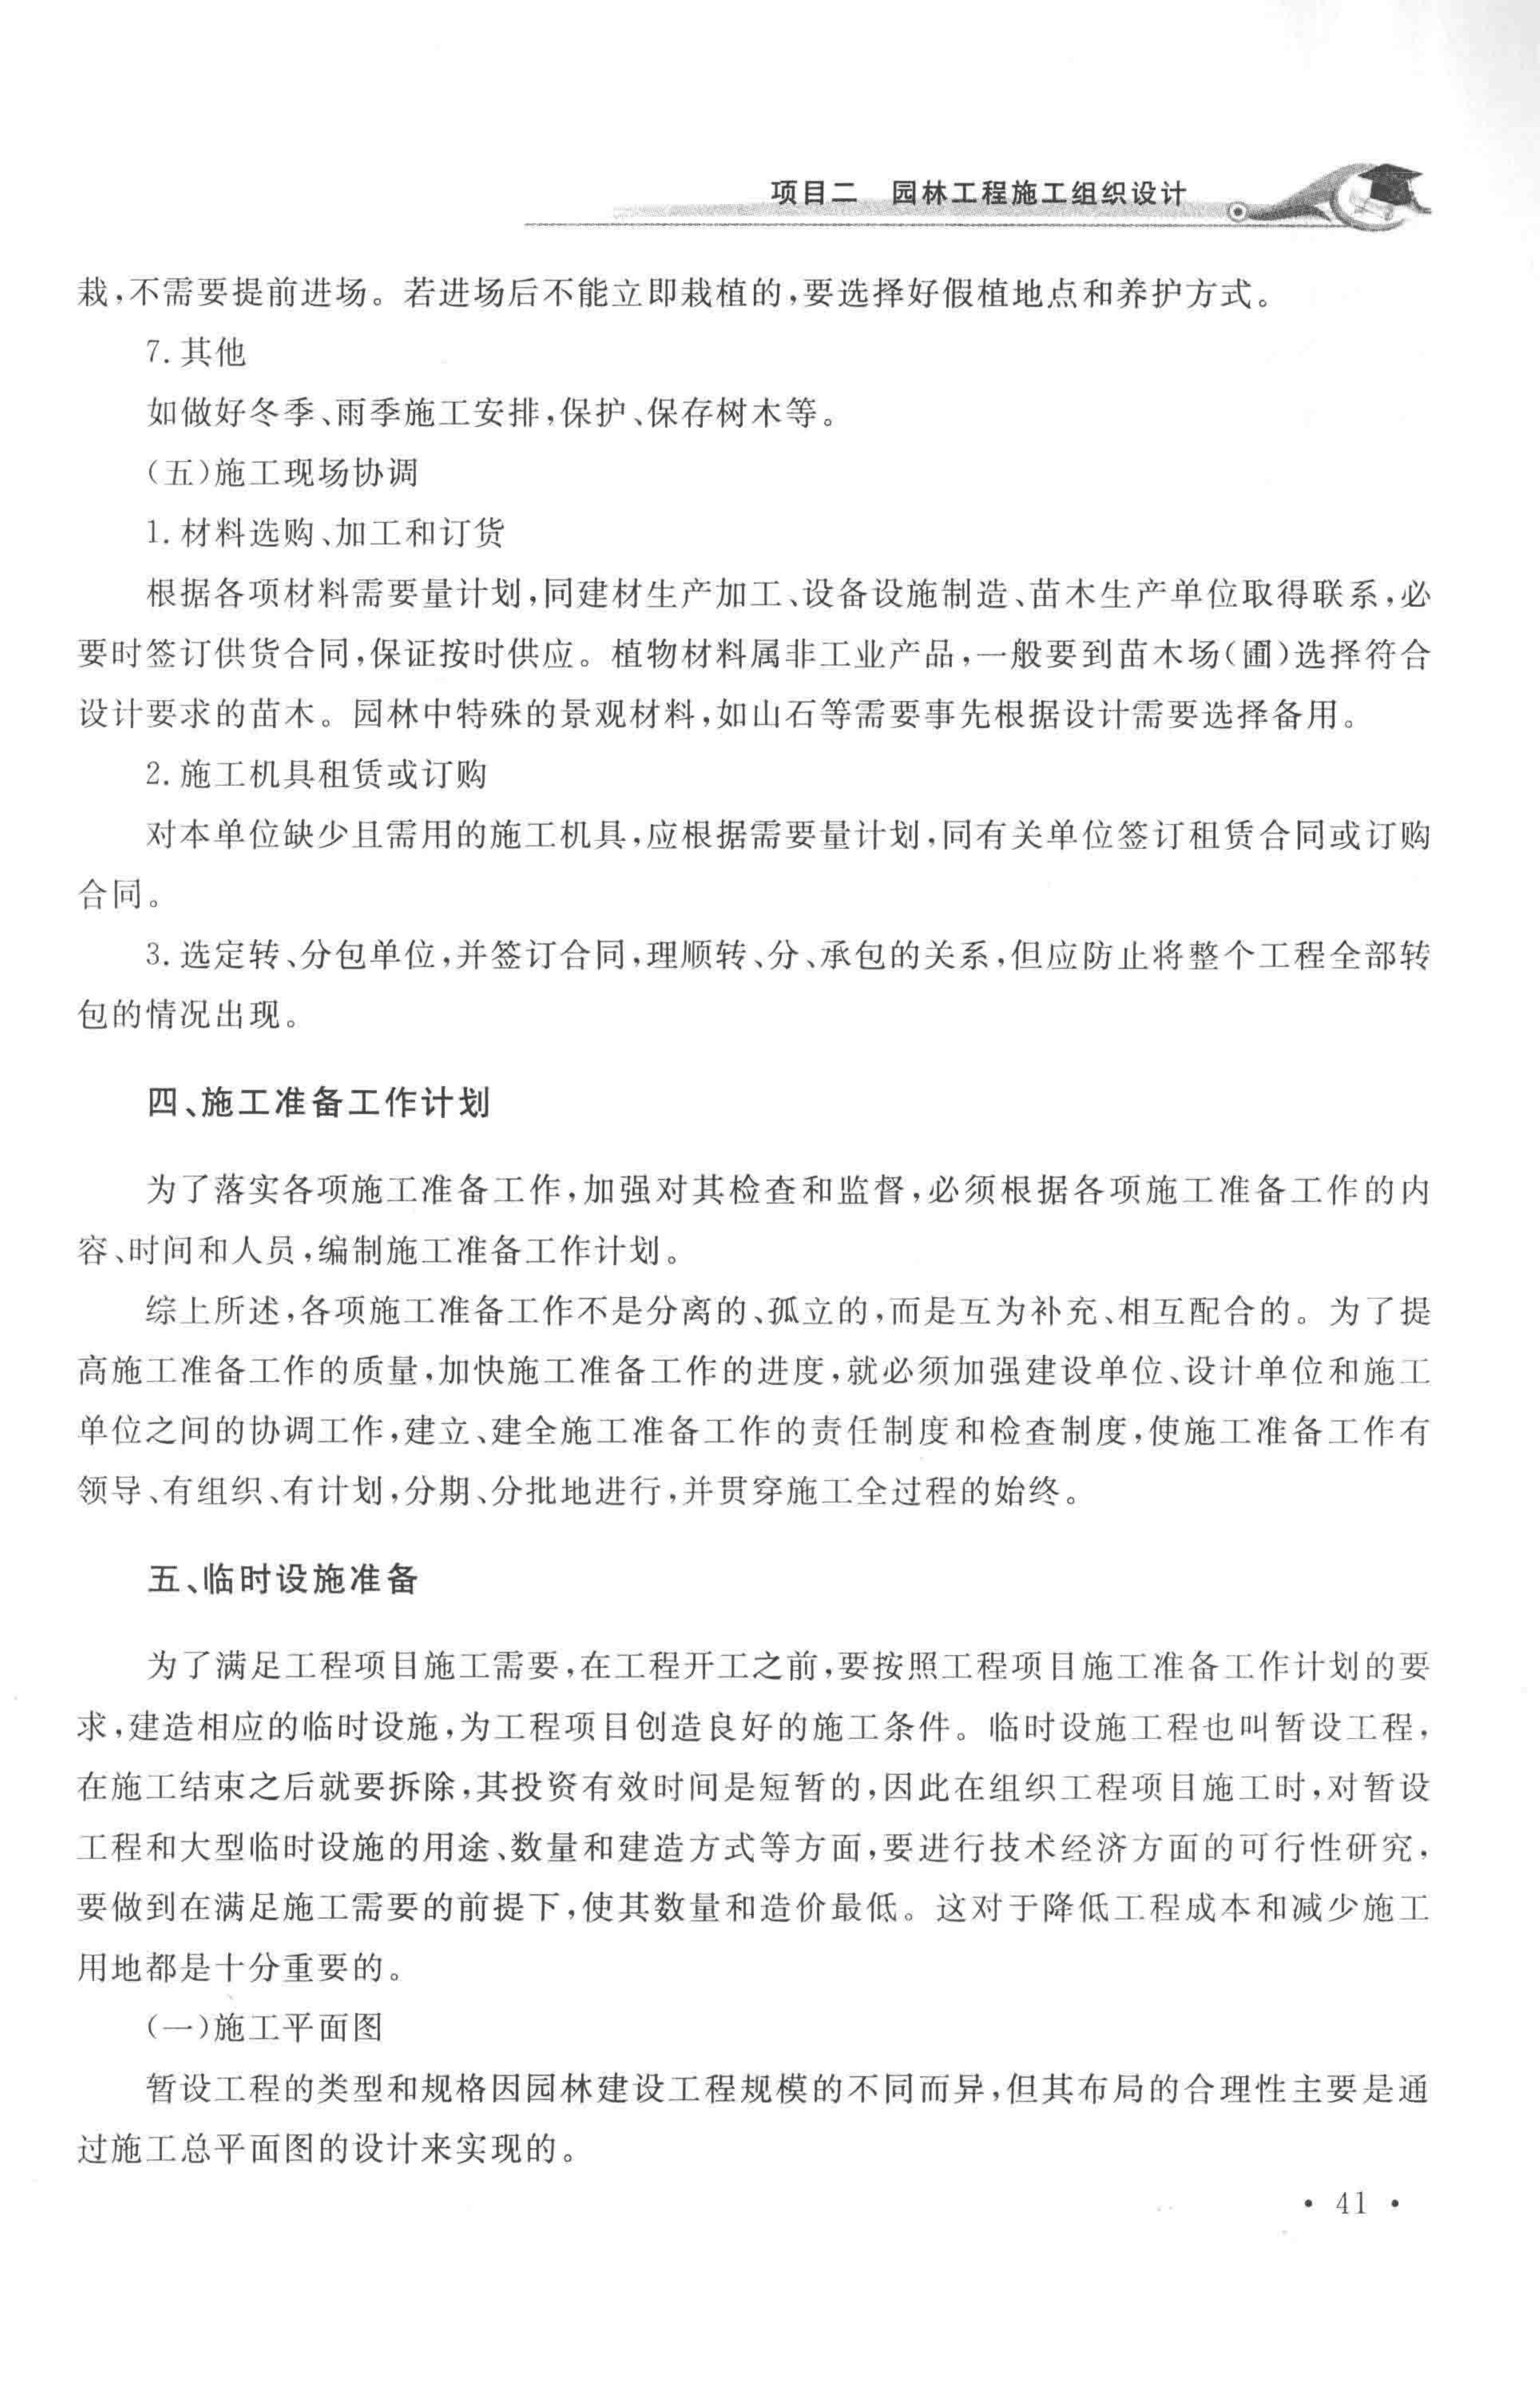 项目二　园林工程施工组织设计
栽,不需要提前进场。若进场后不能立即栽植的,要选择好假植地点和养护方式。
7. 其他
如做好冬季、雨季施工安排,保护、保存树木等。
(五)施工现场协调
1. 材料选购、加工和订货
根据各项材料需要量计划,同建材生产加工、设备设施制造、苗木生产单位取得联系,必
要时签订供货合同,保证按时供应。植物材料属非工业产品,一般要到苗木场(圃)选择符合
设计要求的苗木。园林中特殊的景观材料,如山石等需要事先根据设计需要选择备用。
2. 施工机具租赁或订购
对本单位缺少且需用的施工机具,应根据需要量计划,同有关单位签订租赁合同或订购
合同。
3. 选定转、分包单位,并签订合同,理顺转、分、承包的关系,但应防止将整个工程全部转
包的情况出现。
四、施工准备工作计划
为了落实各项施工准备工作,加强对其检查和监督,必须根据各项施工准备工作的内
容、时间和人员,编制施工准备工作计划。
综上所述,各项施工准备工作不是分离的、孤立的,而是互为补充、相互配合的。为了提
高施工准备工作的质量,加快施工准备工作的进度,就必须加强建设单位、设计单位和施工
单位之间的协调工作,建立、建全施工准备工作的责任制度和检查制度,使施工准备工作有
领导、有组织、有计划,分期、分批地进行,并贯穿施工全过程的始终。
五、临时设施准备
为了满足工程项目施工需要,在工程开工之前,要按照工程项目施工准备工作计划的要
求,建造相应的临时设施,为工程项目创造良好的施工条件。临时设施工程也叫暂设工程,
在施工结束之后就要拆除,其投资有效时间是短暂的,因此在组织工程项目施工时,对暂设
工程和大型临时设施的用途、数量和建造方式等方面,要进行技术经济方面的可行性研究,
要做到在满足施工需要的前提下,使其数量和造价最低。这对于降低工程成本和减少施工
用地都是十分重要的。
(一)施工平面图
暂设工程的类型和规格因园林建设工程规模的不同而异,但其布局的合理性主要是通
过施工总平面图的设计来实现的。
• 41 •